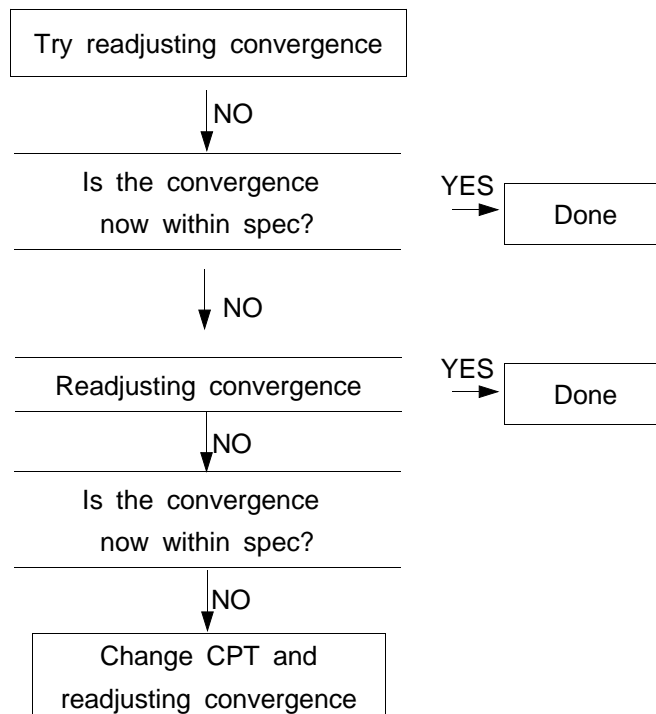 Try readjusting convergence
NO
Is the convergence
now within spec?
YES
Done
NO
Readjusting convergence
YES
Done
NO
Is the convergence
now within spec?
NO
Change CPT and
readjusting convergence